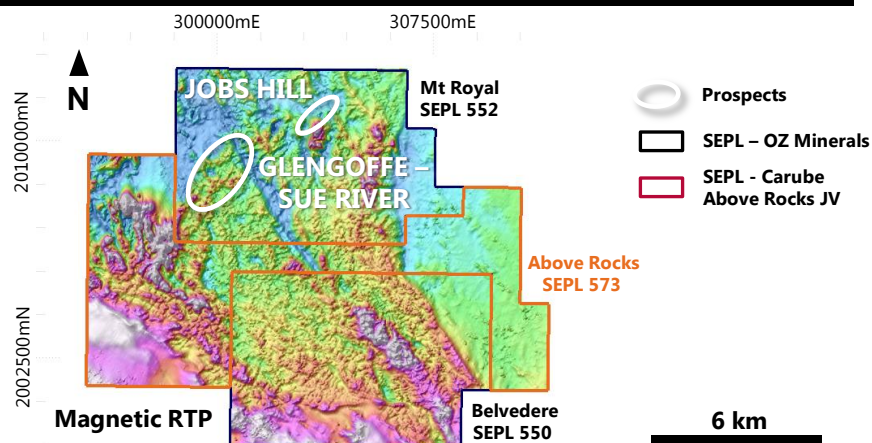 300000mE
307500mE
N
JOBS HILL
Mt Royal
SEPL 552
Prospects
2010000mN
SEPL – OZ Minerals
GLENGOFFE –
SUE RIVER
SEPL - Carube
Above Rocks JV
Above Rocks
SEPL 573
2002500mN
Magnetic RTP
Belvedere
SEPL 550
6 km